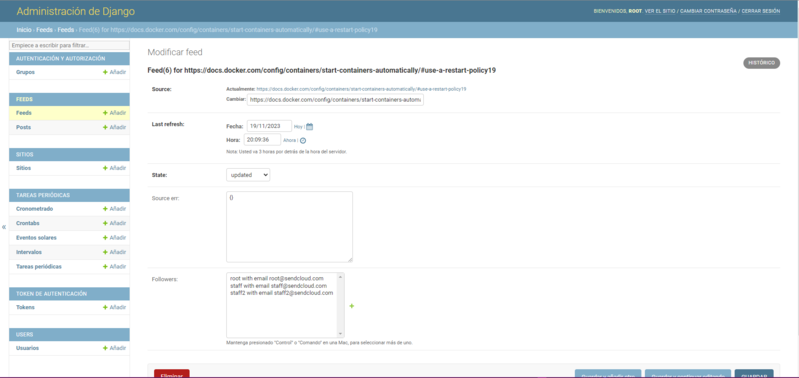 Administración de Django
BIENVENIDOS, ROOT. VER EL SITIO / CAMBIAR CONTRASEÑA / CERRAR SESIÓN
Inicio › Feeds › Feeds › Feed(6) for https://docs.docker.com/config/containers/start-containers-automatically/#use-a-restart-policy19
Empiece a escribir para filtrar...
AUTENTICACIÓN Y AUTORIZACIÓN
Grupos + Añadir
FEEDS
Feeds + Añadir
Posts + Añadir
SITIOS
Sitios + Añadir
TAREAS PERIÓDICAS
Cronometrado + Añadir
Crontabs + Añadir
Eventos solares + Añadir
Intervalos + Añadir
Tareas periódicas + Añadir
TOKEN DE AUTENTICACIÓN
Tokens + Añadir
USERS
Usuarios + Añadir
«
Modificar feed
Feed(6) for https://docs.docker.com/config/containers/start-containers-automatically/#use-a-restart-policy19
HISTÓRICO
Source:
Actualmente: https://docs.docker.com/config/containers/start-containers-automatically/#use-a-restart-policy19
Cambiar: https://docs.docker.com/config/containers/start-containers-autom
Last refresh:
Fecha: 19/11/2023 Hoy |
Hora: 20:09:36 Ahora |
Nota: Usted va 3 horas por detrás de la hora del servidor.
State: updated
Source err: {}
Followers:
root with email root@sendcloud.com
staff with email staff@sendcloud.com
staff2 with email staff2@sendcloud.com
+
Mantenga presionado "Control" o "Comando" en una Mac, para seleccionar más de uno.
Eliminar
GUARDAR